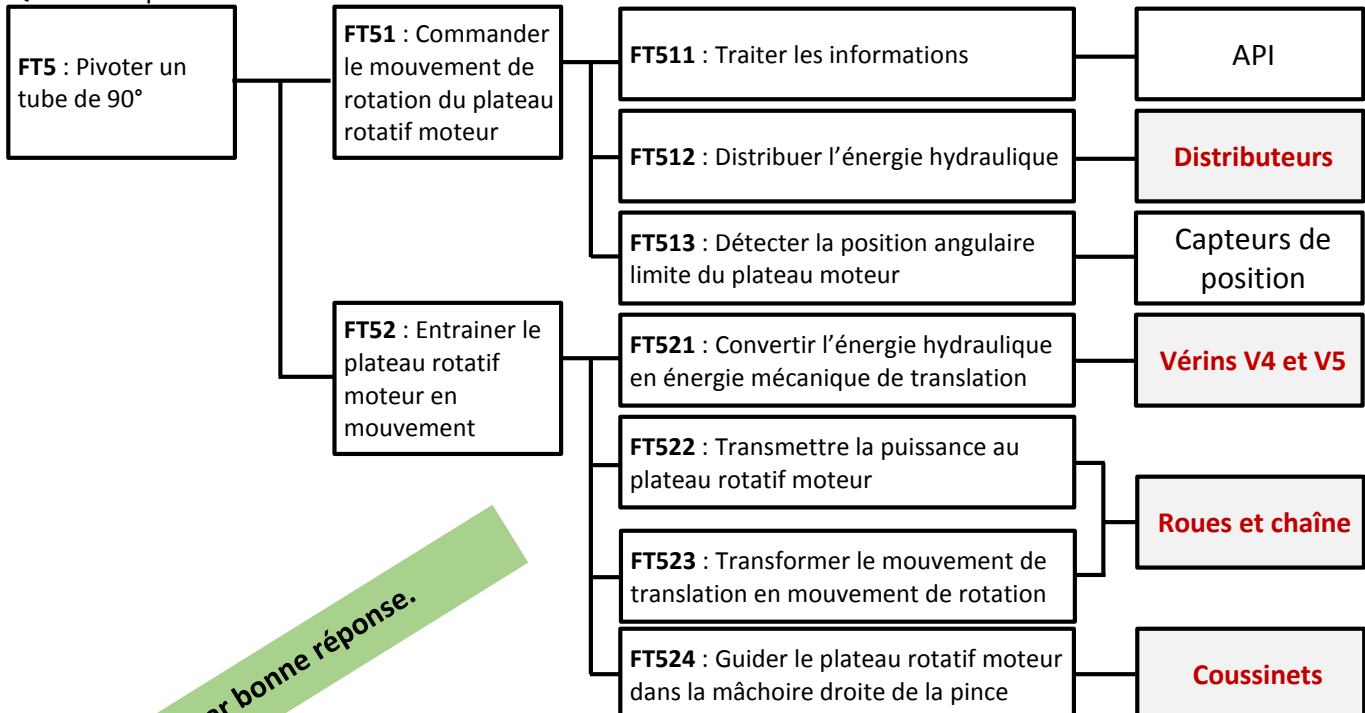 FT5 : Pivoter un
tube de 90°
FT51 : Commander
le mouvement de
rotation du plateau
rotatif moteur
FT511 : Traiter les informations
API
FT512 : Distribuer l’énergie hydraulique
Distributeurs
FT513 : Détecter la position angulaire
limite du plateau moteur
Capteurs de
position
FT52 : Entrainer le
plateau rotatif
moteur en
mouvement
FT521 : Convertir l’énergie hydraulique
en énergie mécanique de translation
Vérins V4 et V5
FT522 : Transmettre la puissance au
plateau rotatif moteur
Roues et chaîne
FT523 : Transformer le mouvement de
translation en mouvement de rotation
FT524 : Guider le plateau rotatif moteur
dans la mâchoire droite de la pince
Coussinets
bonne réponse.